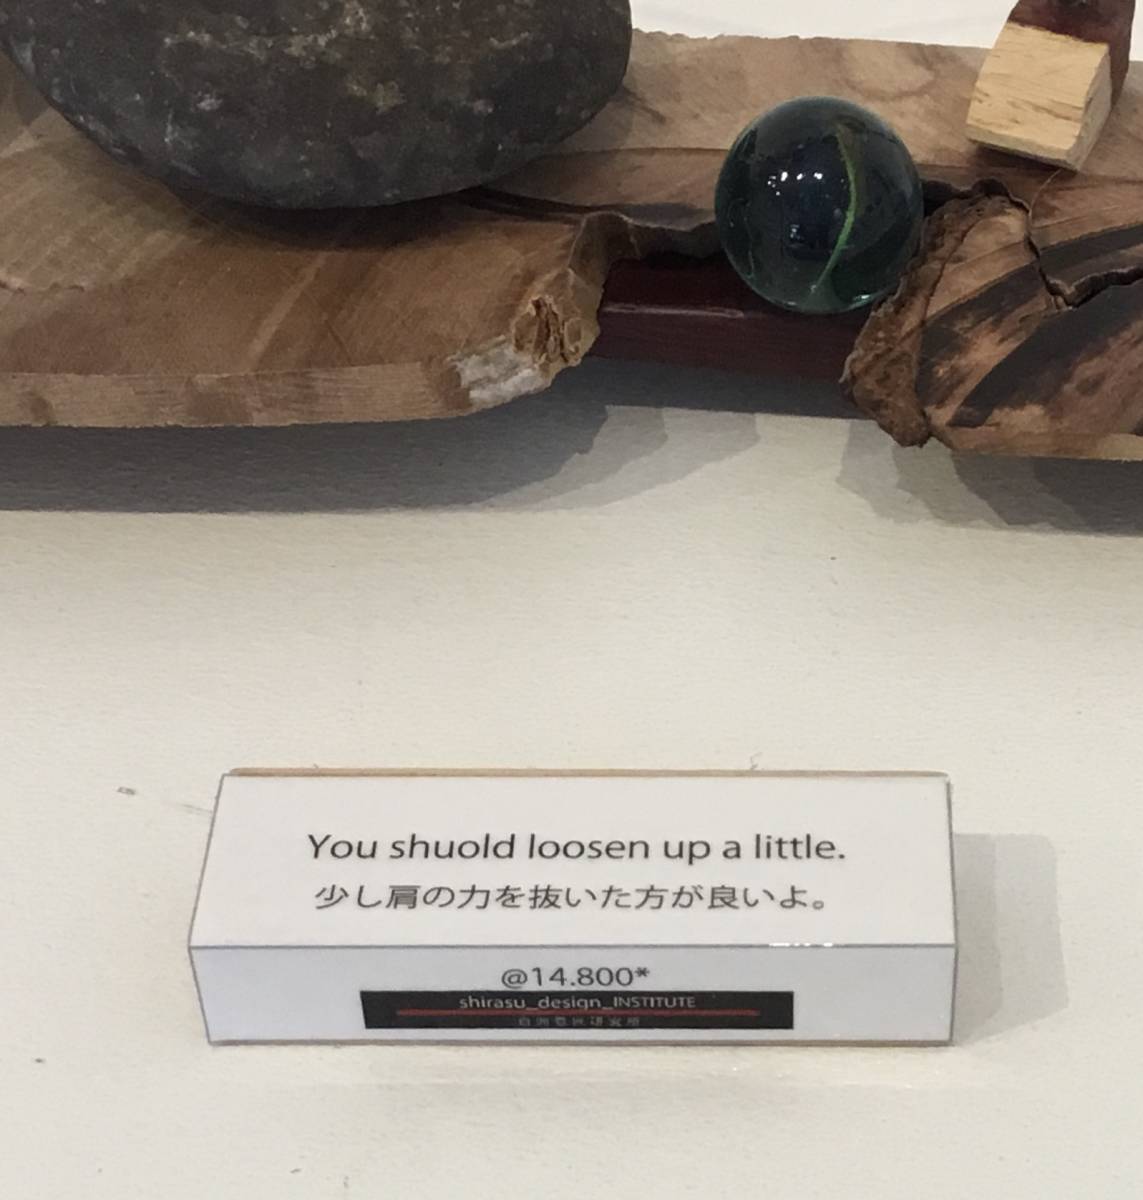 You shuold loosen up a little.
少し肩の力を抜いた方が良いよ。
@14.800*
shirasu_design_INSTITUTE